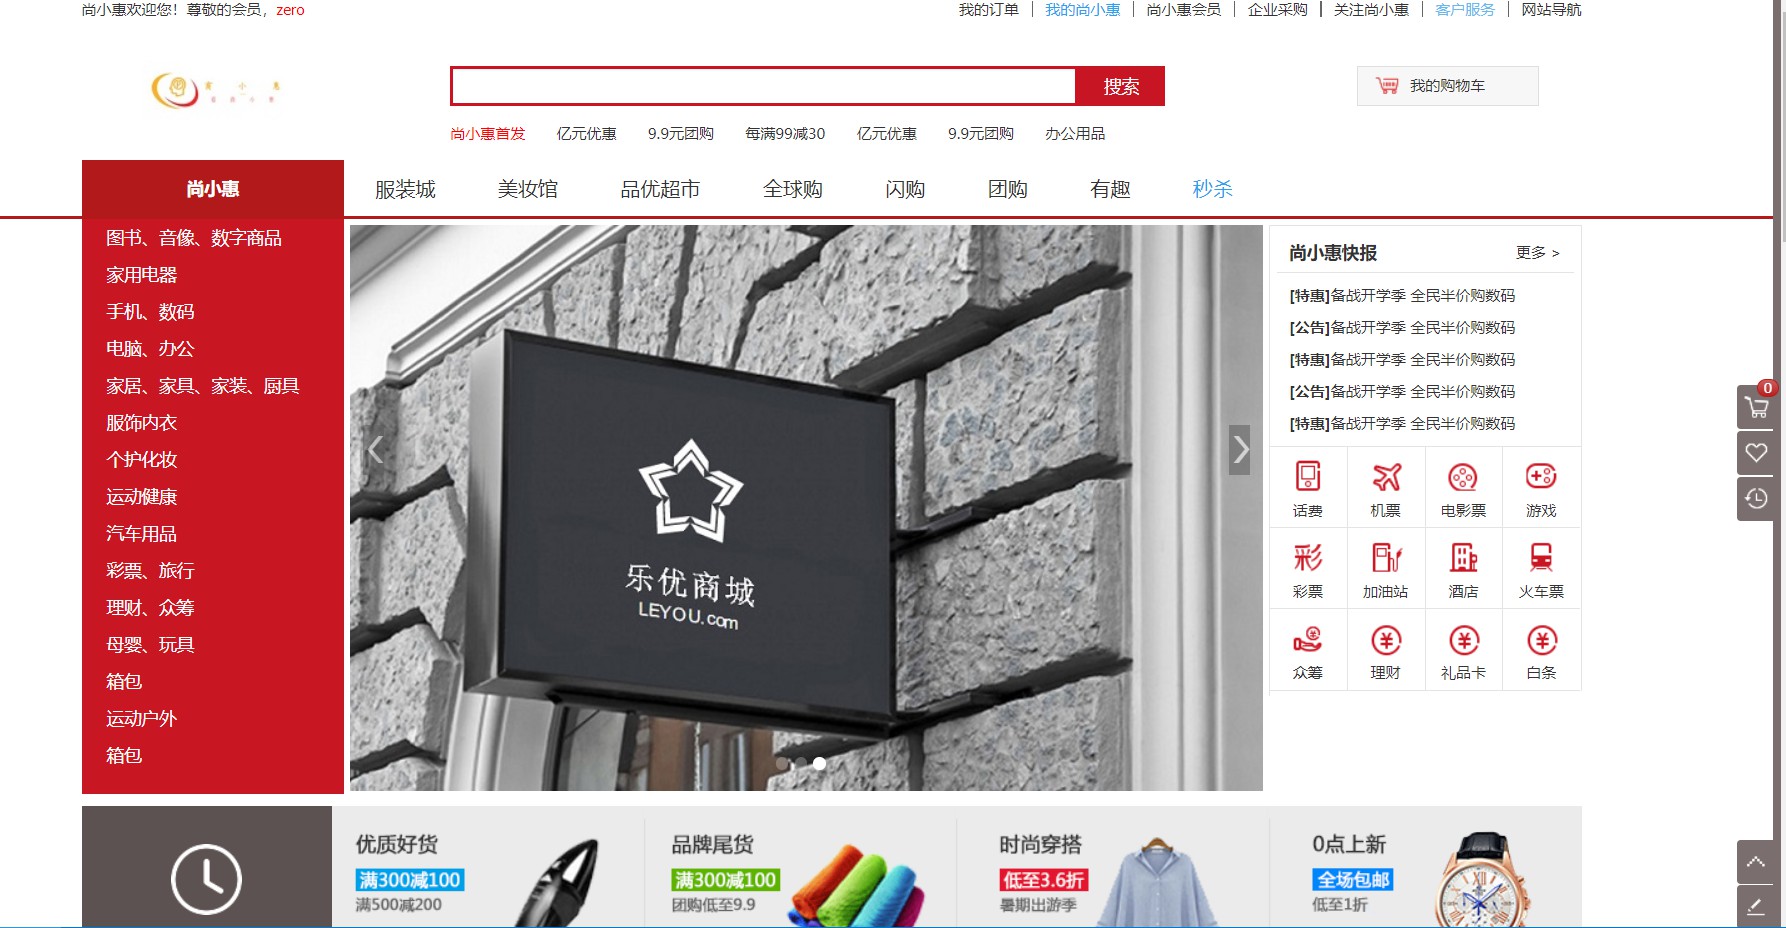 尚小惠欢迎您！尊敬的会员，zero
我的订单 我的尚小惠 尚小惠会员 企业采购 关注尚小惠 客户服务 网站导航
搜索
我的购物车
尚小惠首发 亿元优惠 9.9元团购 每满99减30 亿元优惠 9.9元团购 办公用品
尚小惠 服装城 美妆馆 品优超市 全球购 闪购 团购 有趣 秒杀
图书、音像、数字商品
家用电器
手机、数码
电脑、办公
家居、家具、家装、厨具
服饰内衣
个护化妆
运动健康
汽车用品
彩票、旅行
理财、众筹
母婴、玩具
箱包
运动户外
箱包
乐优商城
LEYOU.com
尚小惠快报 更多 >
[特惠]备战开学季 全民半价购数码
[公告]备战开学季 全民半价购数码
[特惠]备战开学季 全民半价购数码
[公告]备战开学季 全民半价购数码
[特惠]备战开学季 全民半价购数码
话费 机票 电影票 游戏
彩
彩票 加油站 酒店 火车票
众筹 理财 礼品卡 白条
0
优质好货
满300减100
满500减200
品牌尾货
满300减100
团购低至9.9
时尚穿搭
低至3.6折
暑期出游季
0点上新
全场包邮
低至1折